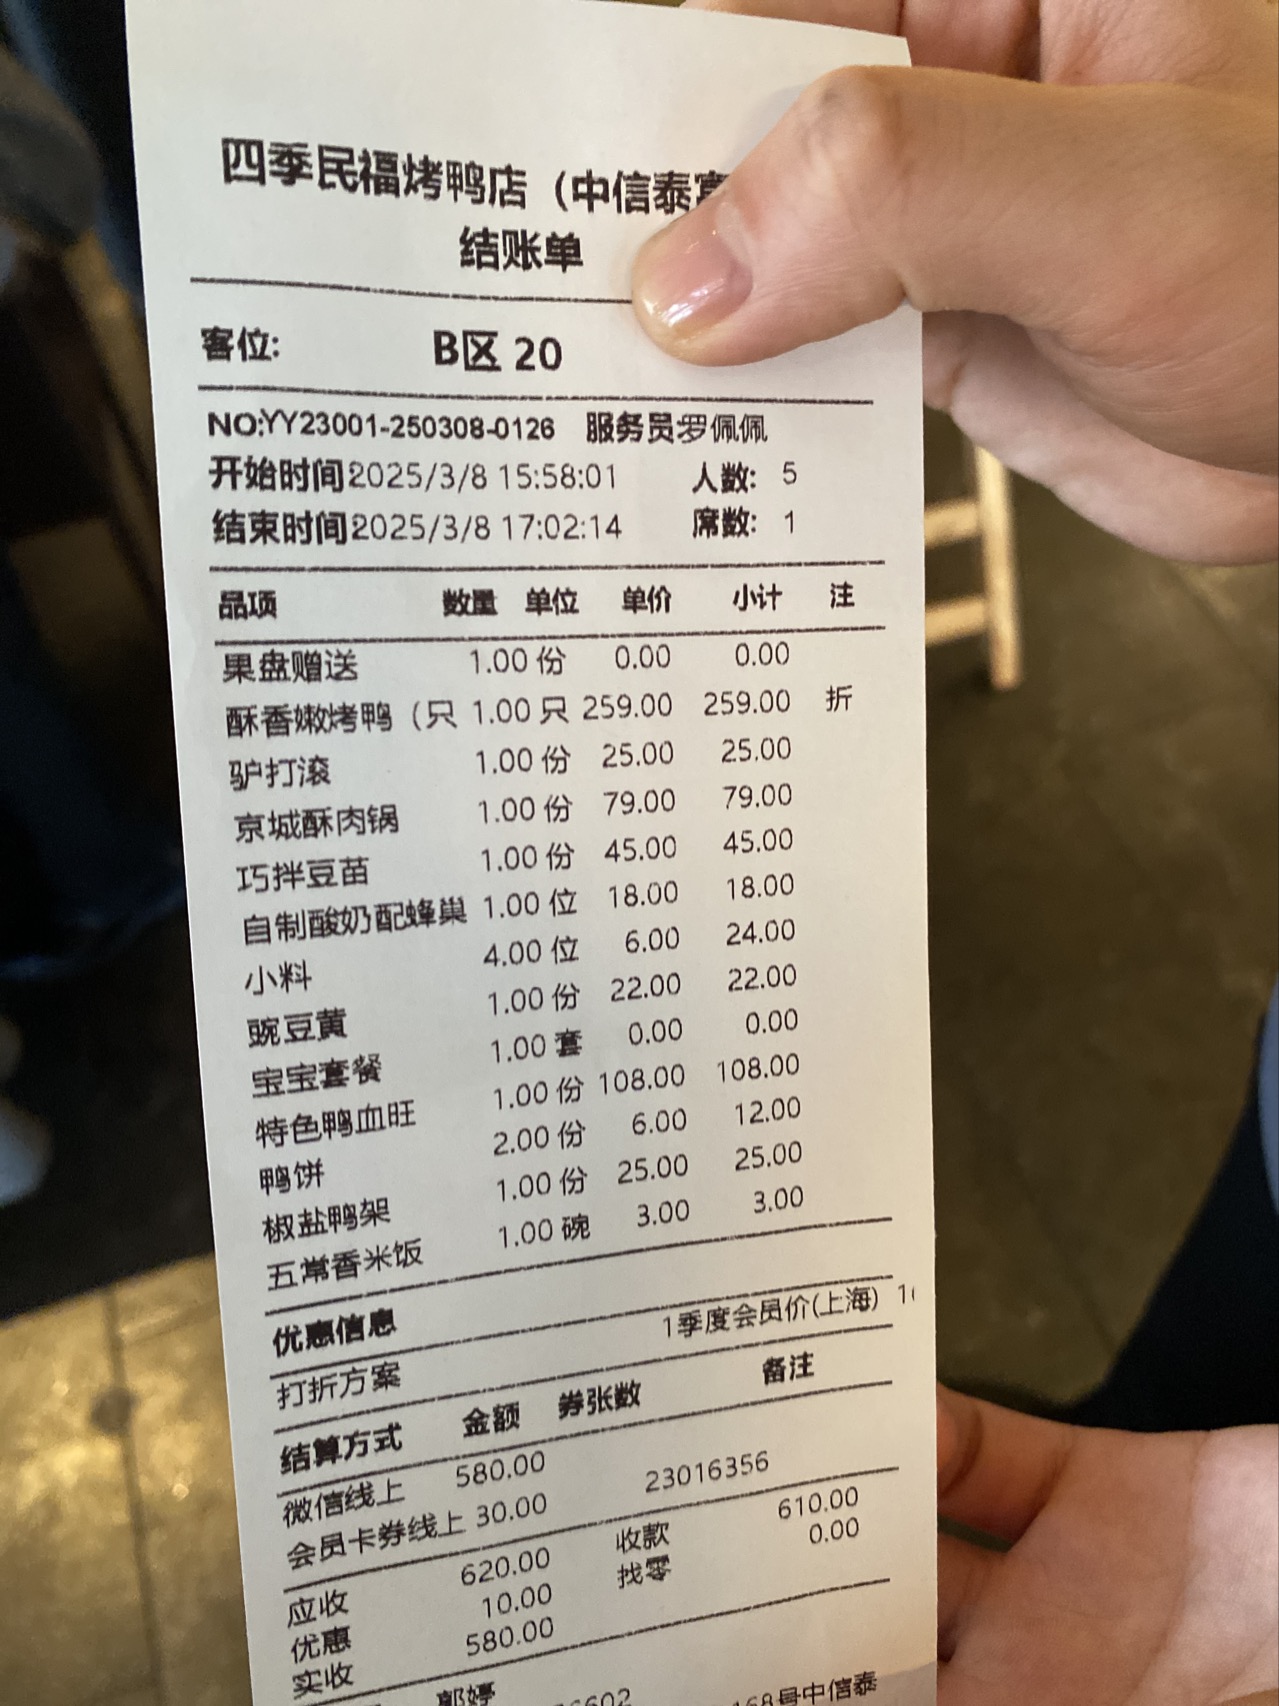 四季民福烤鸭店（中信泰富
结账单
客位: B区 20
NO:YY23001-250308-0126 服务员罗佩佩
开始时间2025/3/8 15:58:01 人数: 5
结束时间2025/3/8 17:02:14 席数: 1
品项 数量 单位 单价 小计 注
果盘赠送 1.00 份 0.00 0.00
酥香嫩烤鸭（只 1.00 只 259.00 259.00 折
驴打滚 1.00 份 25.00 25.00
京城酥肉锅 1.00 份 79.00 79.00
巧拌豆苗 1.00 份 45.00 45.00
自制酸奶配蜂巢 1.00 位 18.00 18.00
小料 4.00 位 6.00 24.00
豌豆黄 1.00 份 22.00 22.00
宝宝套餐 1.00 套 0.00 0.00
特色鸭血旺 1.00 份 108.00 108.00
鸭饼 2.00 份 6.00 12.00
椒盐鸭架 1.00 份 25.00 25.00
五常香米饭 1.00 碗 3.00 3.00
优惠信息
打折方案 1季度会员价(上海)
结算方式 金额 券张数 备注
微信线上 580.00
会员卡券线上 30.00 23016356
应收 620.00 收款 610.00
优惠 10.00 找零 0.00
实收 580.00
郭婷
168号中信泰